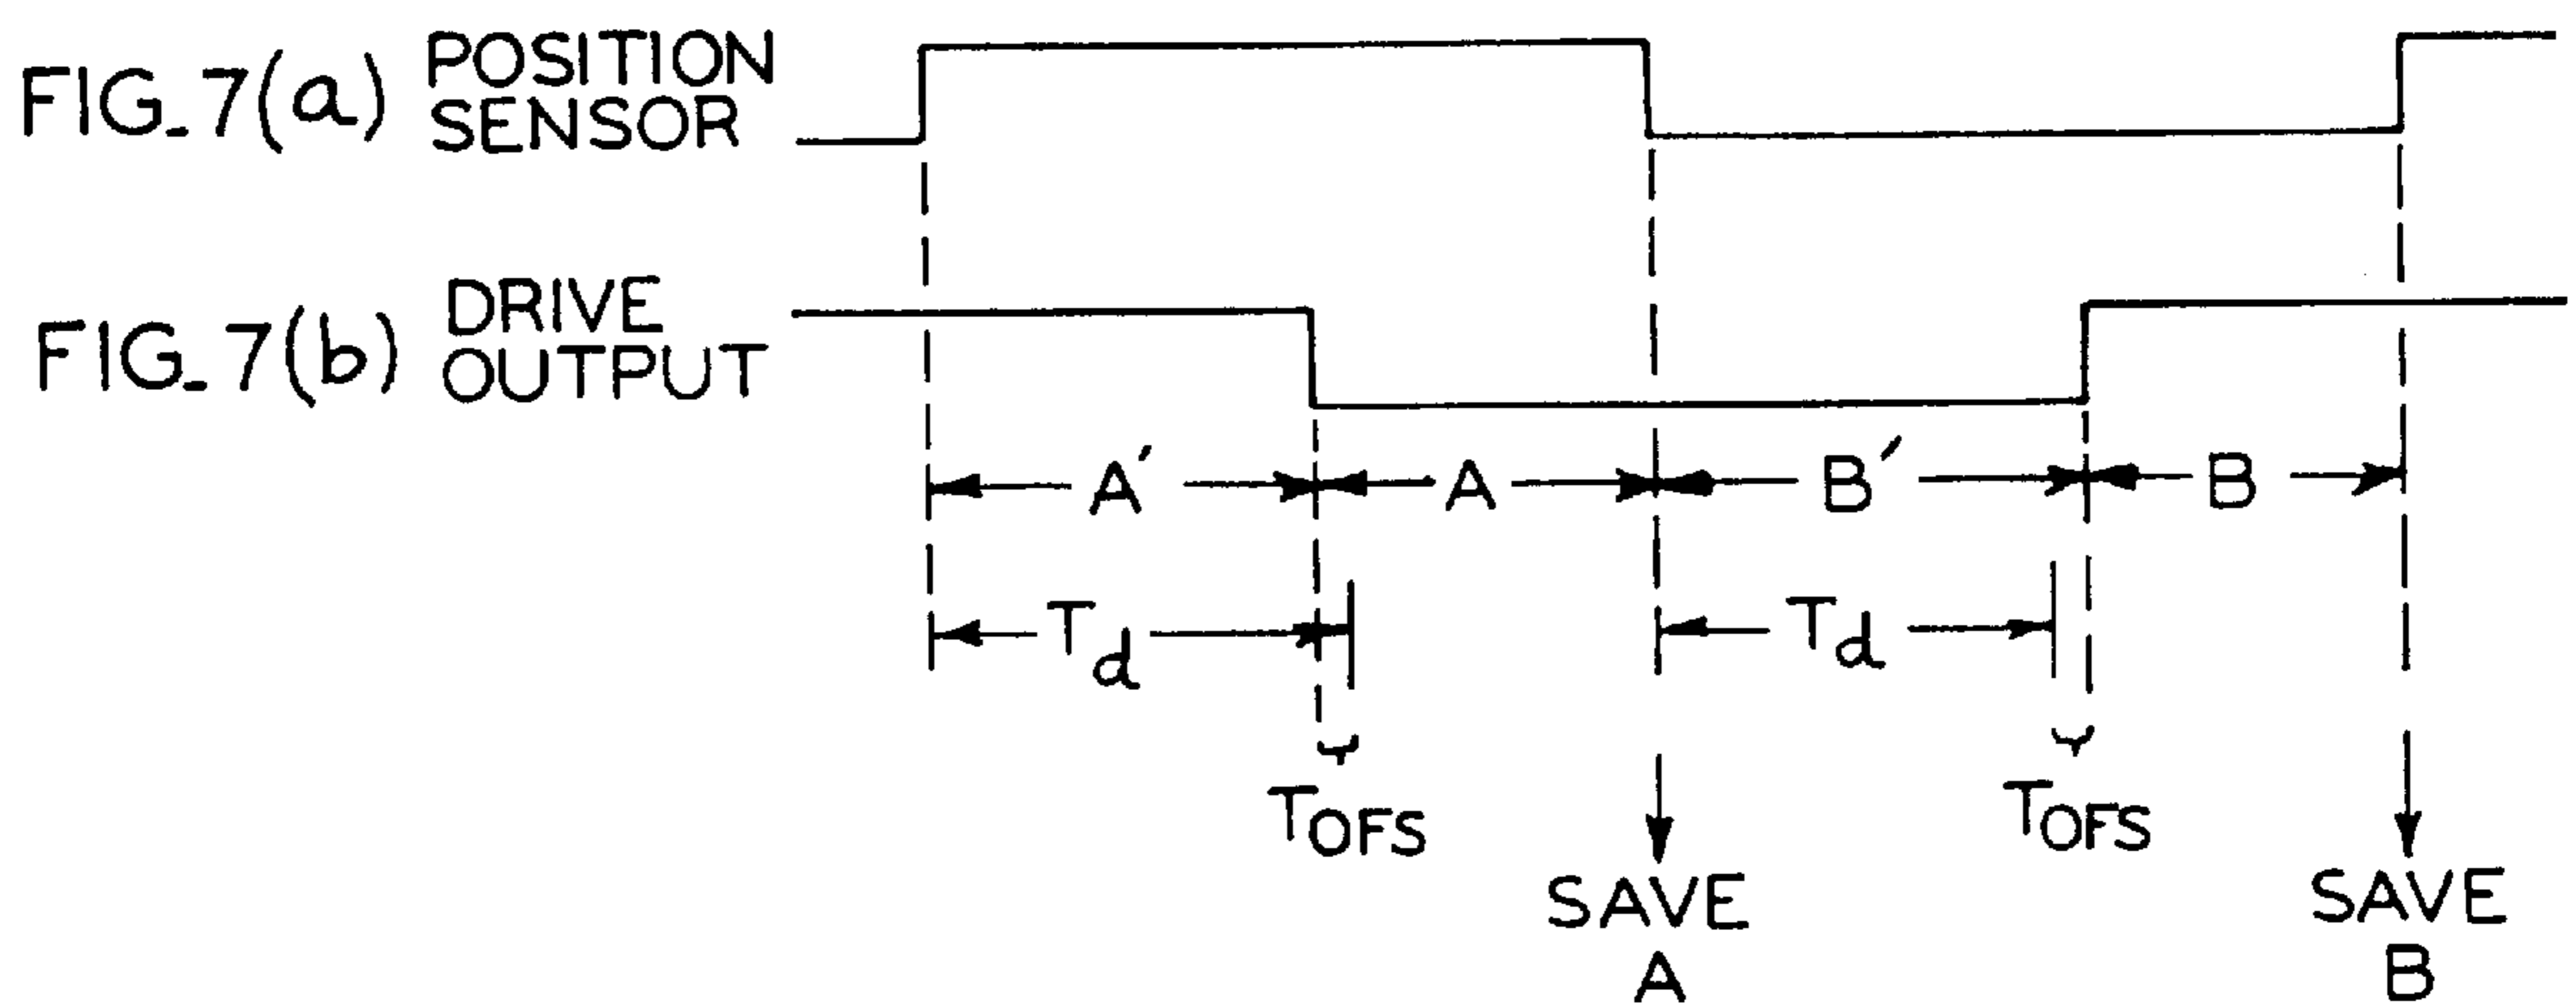 FIG_7(a) POSITION
SENSOR
FIG_7(b) DRIVE
OUTPUT
A' A B' B
Td Td
TOFS TOFS
SAVE SAVE
A B